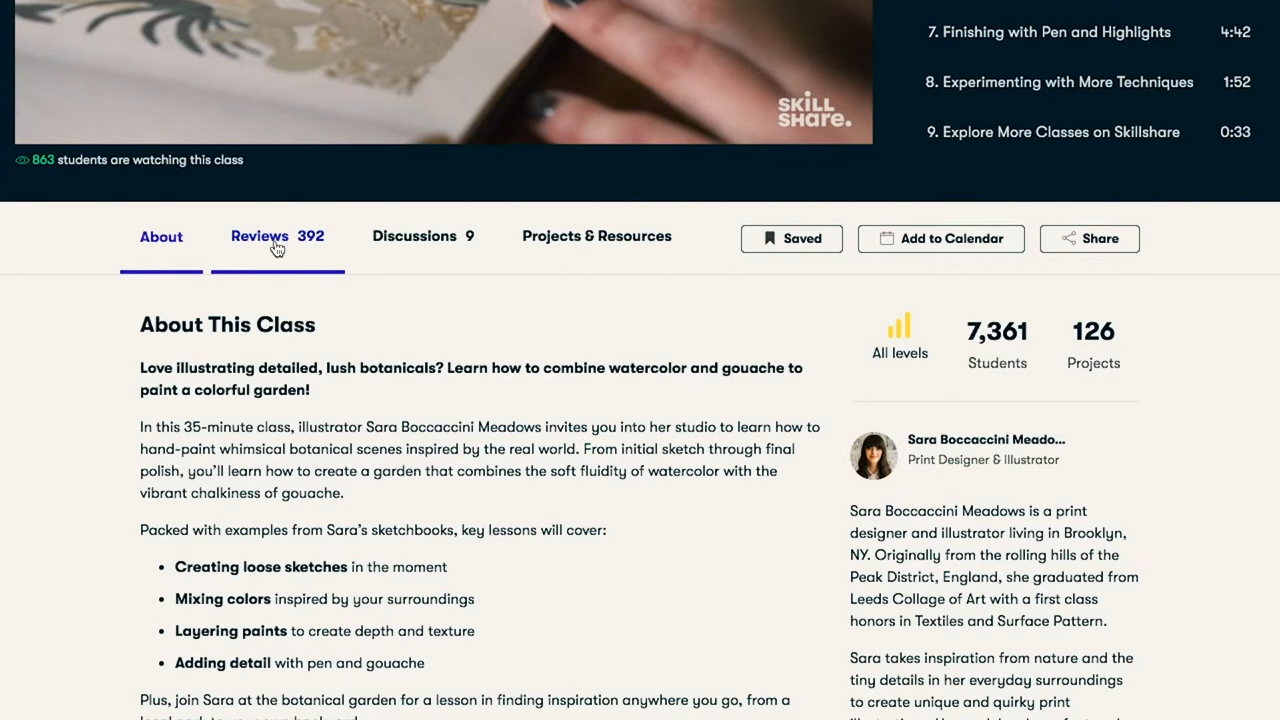 7. Finishing with Pen and Highlights 4:42
8. Experimenting with More Techniques 1:52
9. Explore More Classes on Skillshare 0:33
SKILL
SHARE.
863 students are watching this class
About Reviews 392 Discussions 9 Projects & Resources Saved Add to Calendar Share
About This Class
Love illustrating detailed, lush botanicals? Learn how to combine watercolor and gouache to
paint a colorful garden!
In this 35-minute class, illustrator Sara Boccaccini Meadows invites you into her studio to learn how to
hand-paint whimsical botanical scenes inspired by the real world. From initial sketch through final
polish, you'll learn how to create a garden that combines the soft fluidity of watercolor with the
vibrant chalkiness of gouache.
Packed with examples from Sara's sketchbooks, key lessons will cover:
• Creating loose sketches in the moment
• Mixing colors inspired by your surroundings
• Layering paints to create depth and texture
• Adding detail with pen and gouache
Plus, join Sara at the botanical garden for a lesson in finding inspiration anywhere you go, from a
7,361 126
All levels Students Projects
Sara Boccaccini Meado...
Print Designer & Illustrator
Sara Boccaccini Meadows is a print
designer and illustrator living in Brooklyn,
NY. Originally from the rolling hills of the
Peak District, England, she graduated from
Leeds Collage of Art with a first class
honors in Textiles and Surface Pattern.
Sara takes inspiration from nature and the
tiny details in her everyday surroundings
to create unique and quirky print